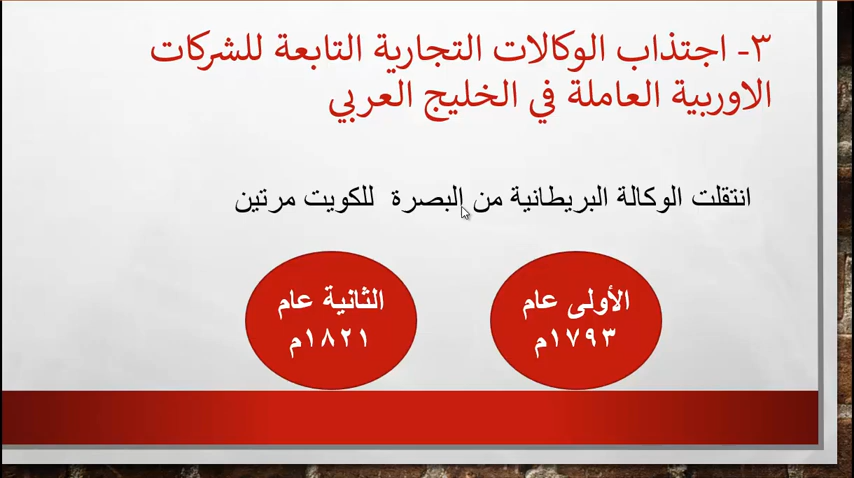 ٣- اجتذاب الوكالات التجارية التابعة للشركات
الاوربية العاملة في الخليج العربي
انتقلت الوكالة البريطانية من البصرة للكويت مرتين
الأولى عام
١٧٩٣م
الثانية عام
١٨٢١م